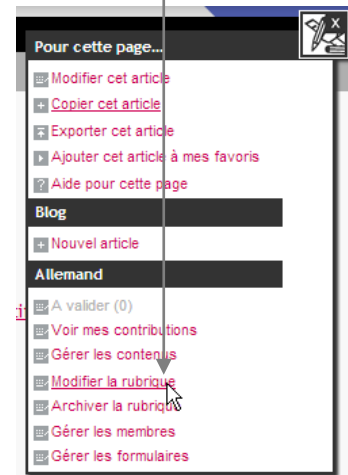 Pour cette page...
Modifier cet article
Copier cet article
Exporter cet article
Ajouter cet article à mes favoris
Aide pour cette page
Blog
Nouvel article
Allemand
A valider (0)
Voir mes contributions
Gérer les contenus
Modifier la rubrique
Archiver la rubrique
Gérer les membres
Gérer les formulaires